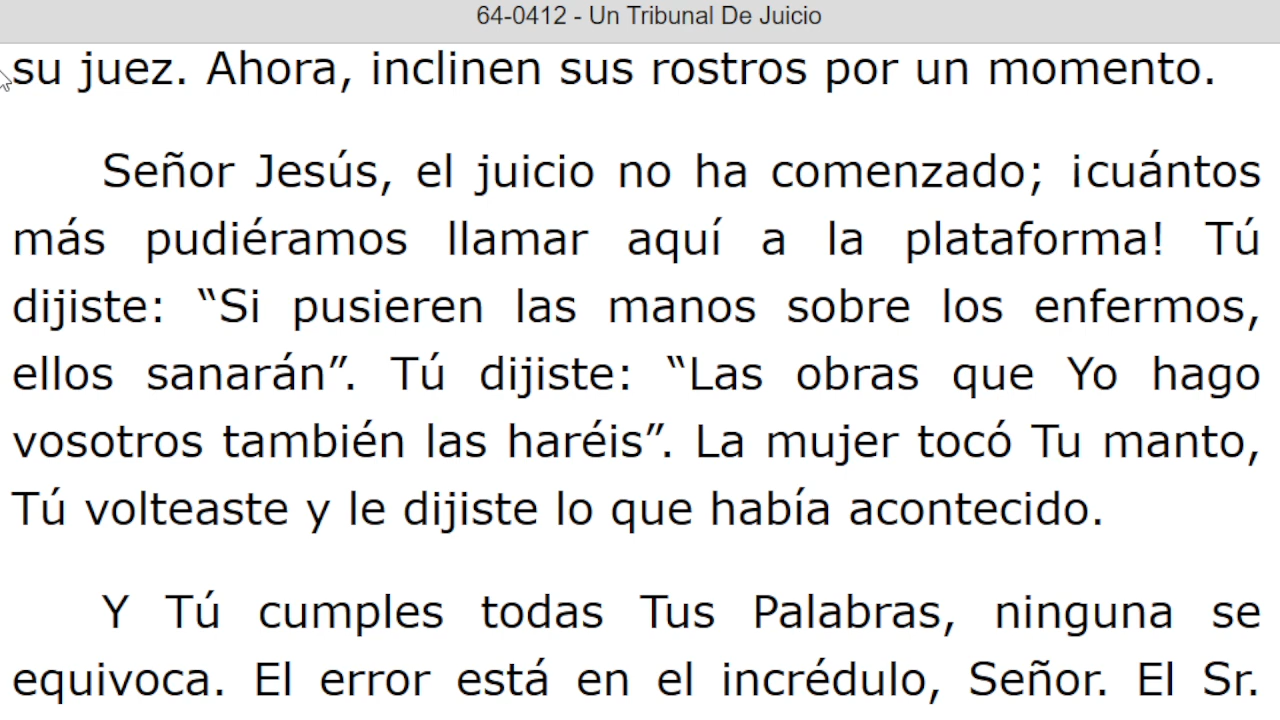 64-0412 - Un Tribunal De Juicio
su juez. Ahora, inclinen sus rostros por un momento.
Señor Jesús, el juicio no ha comenzado; ¡cuántos
más pudiéramos llamar aquí a la plataforma! Tú
dijiste: “Si pusieren las manos sobre los enfermos,
ellos sanarán”. Tú dijiste: “Las obras que Yo hago
vosotros también las haréis”. La mujer tocó Tu manto,
Tú volteaste y le dijiste lo que había acontecido.
Y Tú cumples todas Tus Palabras, ninguna se
equivoca. El error está en el incrédulo, Señor. El Sr.